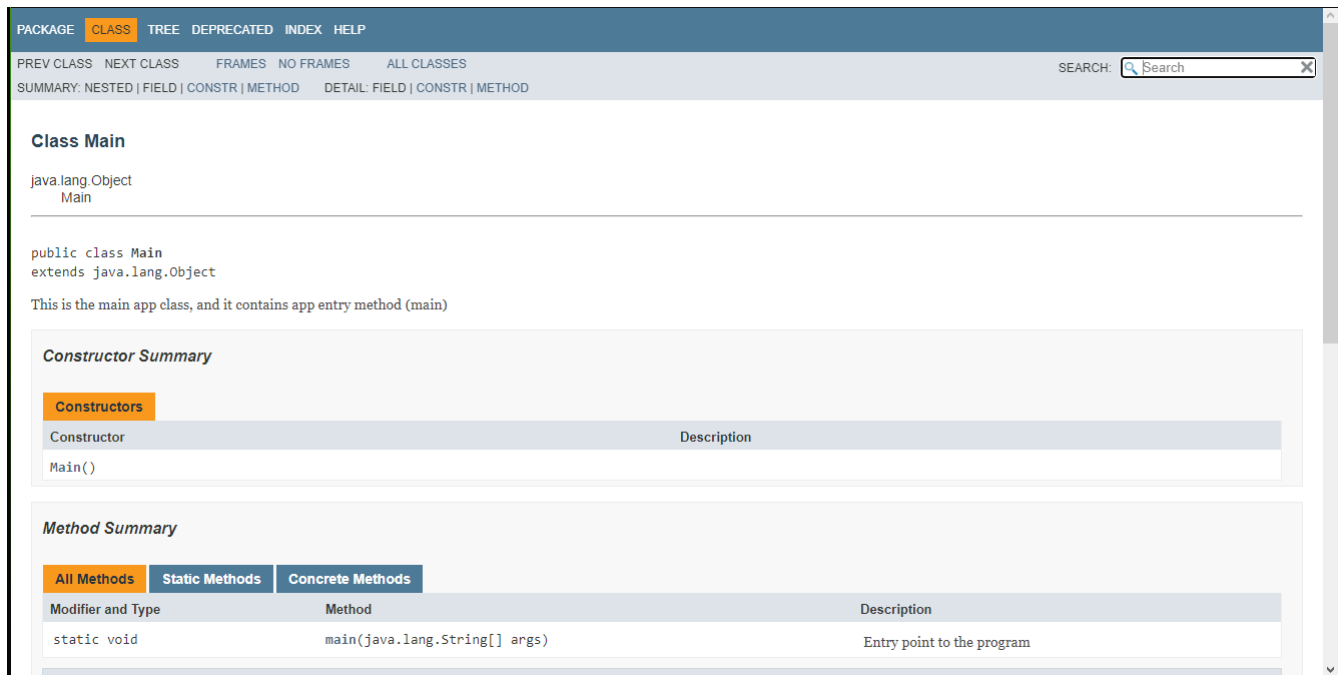 PACKAGE CLASS TREE DEPRECATED INDEX HELP
PREV CLASS NEXT CLASS FRAMES NO FRAMES ALL CLASSES
SEARCH: Search
SUMMARY: NESTED | FIELD | CONSTR | METHOD DETAIL: FIELD | CONSTR | METHOD
Class Main
java.lang.Object
Main
public class Main
extends java.lang.Object
This is the main app class, and it contains app entry method (main)
Constructor Summary
Constructors
Constructor Description
Main()
Method Summary
All Methods Static Methods Concrete Methods
Modifier and Type Method Description
static void main(java.lang.String[] args) Entry point to the program